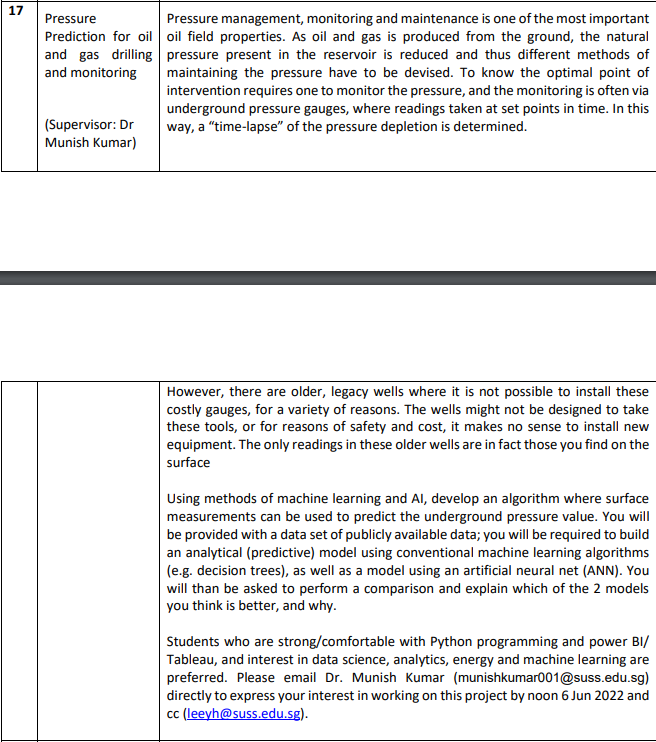 17
Pressure
Prediction for oil
and gas drilling
and monitoring
(Supervisor: Dr
Munish Kumar)
Pressure management, monitoring and maintenance is one of the most important
oil field properties. As oil and gas is produced from the ground, the natural
pressure present in the reservoir is reduced and thus different methods of
maintaining the pressure have to be devised. To know the optimal point of
intervention requires one to monitor the pressure, and the monitoring is often via
underground pressure gauges, where readings taken at set points in time. In this
way, a “time-lapse” of the pressure depletion is determined.
However, there are older, legacy wells where it is not possible to install these
costly gauges, for a variety of reasons. The wells might not be designed to take
these tools, or for reasons of safety and cost, it makes no sense to install new
equipment. The only readings in these older wells are in fact those you find on the
surface
Using methods of machine learning and AI, develop an algorithm where surface
measurements can be used to predict the underground pressure value. You will
be provided with a data set of publicly available data; you will be required to build
an analytical (predictive) model using conventional machine learning algorithms
(e.g. decision trees), as well as a model using an artificial neural net (ANN). You
will than be asked to perform a comparison and explain which of the 2 models
you think is better, and why.
Students who are strong/comfortable with Python programming and power BI/
Tableau, and interest in data science, analytics, energy and machine learning are
preferred. Please email Dr. Munish Kumar (munishkumar001@suss.edu.sg)
directly to express your interest in working on this project by noon 6 Jun 2022 and
cc (leeyh@suss.edu.sg).